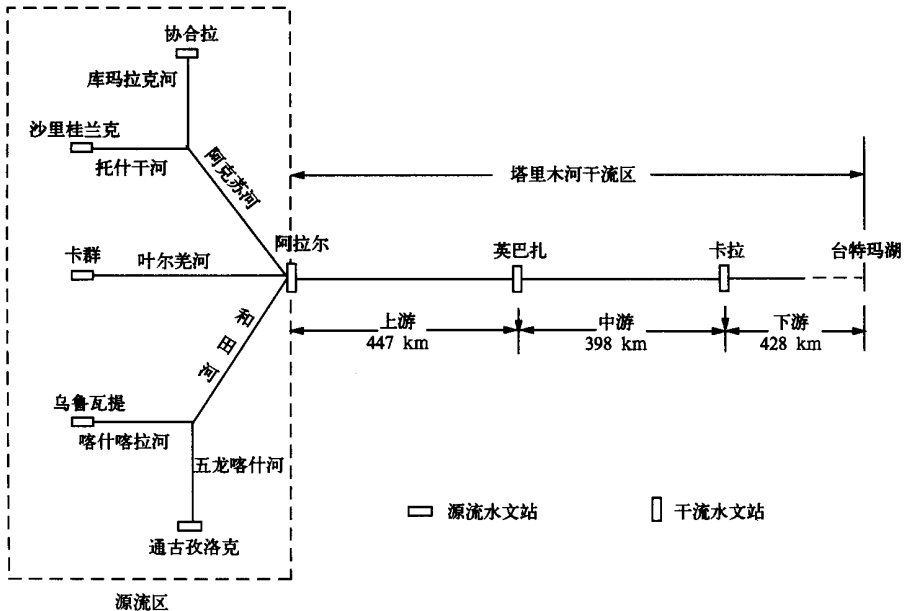 协合拉
库玛拉克河
沙里桂兰克
托什干河
阿克苏河
塔里木河干流区
阿拉尔
英巴扎
卡拉
台特玛湖
卡群
叶尔羌河
和田河
上游
447 km
中游
398 km
下游
428 km
乌鲁瓦提
喀什喀拉河
五龙喀什河
通古孜洛克
源流水文站
干流水文站
源流区